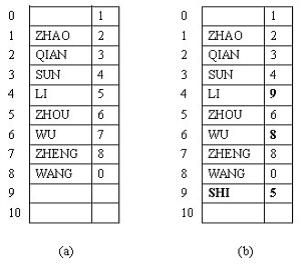 0 1
1 ZHAO 2
2 QIAN 3
3 SUN 4
4 LI 5
5 ZHOU 6
6 WU 7
7 ZHENG 8
8 WANG 0
9
10
(a)
0 1
1 ZHAO 2
2 QIAN 3
3 SUN 4
4 LI 9
5 ZHOU 6
6 WU 8
7 ZHENG 8
8 WANG 0
9 SHI 5
10
(b)